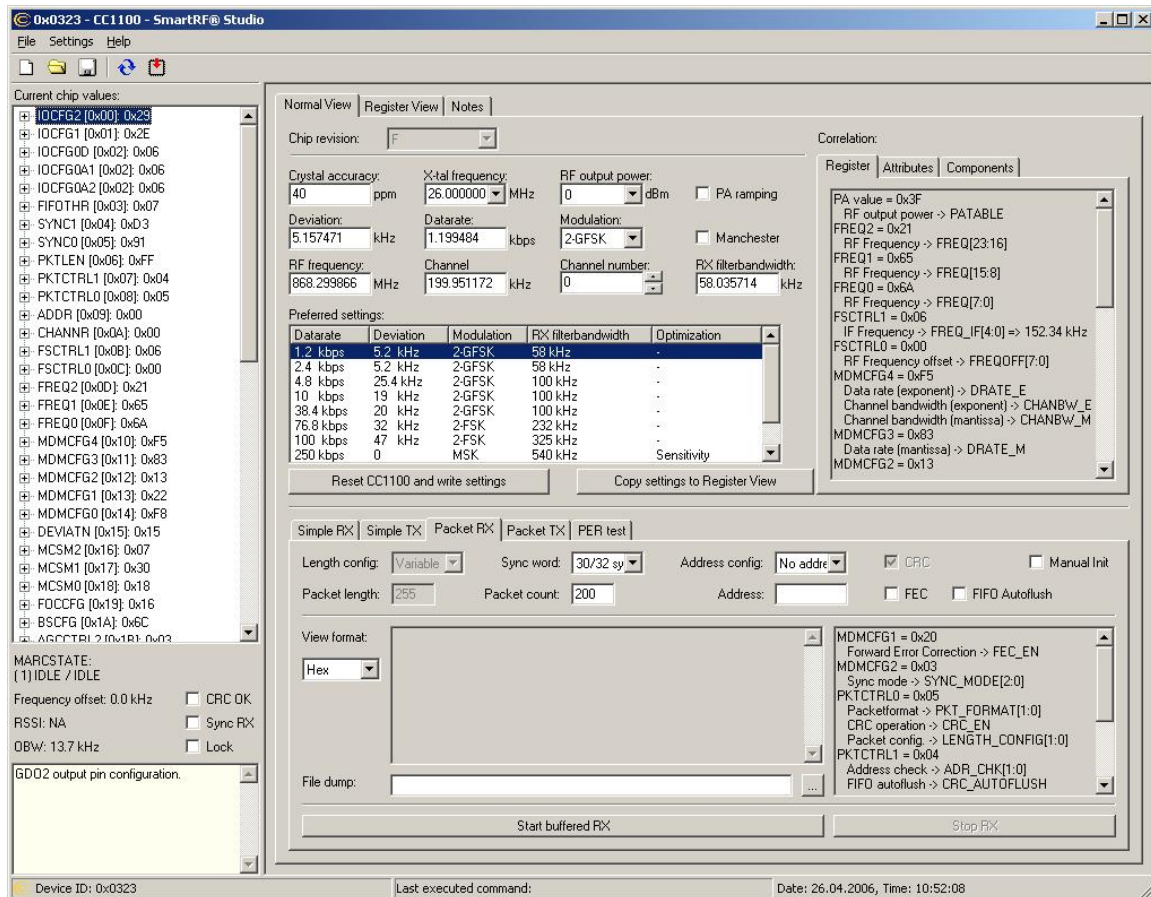 0x0323 - CC1100 - SmartRF® Studio
File Settings Help
Current chip values:
IOCFG2 [0x00]: 0x29
IOCFG1 [0x01]: 0x2E
IOCFG0D [0x02]: 0x06
IOCFG0A1 [0x02]: 0x06
IOCFG0A2 [0x02]: 0x06
FIFOTHR [0x03]: 0x07
SYNC1 [0x04]: 0xD3
SYNC0 [0x05]: 0x91
PKTLEN [0x06]: 0xFF
PKTCTRL1 [0x07]: 0x04
PKTCTRL0 [0x08]: 0x05
ADDR [0x09]: 0x00
CHANNR [0x0A]: 0x00
FSCTRL1 [0x0B]: 0x06
FSCTRL0 [0x0C]: 0x00
FREQ2 [0x0D]: 0x21
FREQ1 [0x0E]: 0x65
FREQ0 [0x0F]: 0x6A
MDMCFG4 [0x10]: 0xF5
MDMCFG3 [0x11]: 0x83
MDMCFG2 [0x12]: 0x13
MDMCFG1 [0x13]: 0x22
MDMCFG0 [0x14]: 0xF8
DEVIATN [0x15]: 0x15
MCSM2 [0x16]: 0x07
MCSM1 [0x17]: 0x30
MCSM0 [0x18]: 0x18
FOCCFG [0x19]: 0x16
BSCFG [0x1A]: 0x6C
AGCCTRL2 [0x1B]: 0x03
MARCSTATE:
(1) IDLE / IDLE
Frequency offset: 0.0 kHz CRC OK
RSSI: NA Sync RX
OBW: 13.7 kHz Lock
GDO2 output pin configuration.
Normal View Register View Notes
Chip revision: F
Crystal accuracy: X-tal frequency: RF output power:
40 ppm 26.000000 MHz 0 dBm PA ramping
Deviation: Datarate: Modulation:
5.157471 kHz 1.199484 kbps 2-GFSK Manchester
RF frequency: Channel Channel number: RX filterbandwidth:
868.299866 MHz 199.951172 kHz 0 58.035714 kHz
Preferred settings:
Datarate Deviation Modulation RX filterbandwidth Optimization
1.2 kbps 5.2 kHz 2-GFSK 58 kHz -
2.4 kbps 5.2 kHz 2-GFSK 58 kHz -
4.8 kbps 25.4 kHz 2-GFSK 100 kHz -
10 kbps 19 kHz 2-GFSK 100 kHz -
38.4 kbps 20 kHz 2-GFSK 100 kHz -
76.8 kbps 32 kHz 2-FSK 232 kHz -
100 kbps 47 kHz 2-FSK 325 kHz -
250 kbps 0 MSK 540 kHz Sensitivity
Reset CC1100 and write settings Copy settings to Register View
Correlation:
Register Attributes Components
PA value = 0x3F
RF output power -> PATABLE
FREQ2 = 0x21
RF Frequency -> FREQ[23:16]
FREQ1 = 0x65
RF Frequency -> FREQ[15:8]
FREQ0 = 0x6A
RF Frequency -> FREQ[7:0]
FSCTRL1 = 0x06
IF Frequency -> FREQ_IF[4:0] => 152.34 kHz
FSCTRL0 = 0x00
RF Frequency offset -> FREQOFF[7:0]
MDMCFG4 = 0xF5
Data rate (exponent) -> DRATE_E
Channel bandwidth (exponent) -> CHANBW_E
Channel bandwidth (mantissa) -> CHANBW_M
MDMCFG3 = 0x83
Data rate (mantissa) -> DRATE_M
MDMCFG2 = 0x13
Simple RX Simple TX Packet RX Packet TX PER test
Length config: Variable Sync word: 30/32 sy Address config: No addre CRC Manual Init
Packet length: 255 Packet count: 200 Address: FEC FIFO Autoflush
View format:
Hex
MDMCFG1 = 0x20
Forward Error Correction -> FEC_EN
MDMCFG2 = 0x03
Sync mode -> SYNC_MODE[2:0]
PKTCTRL0 = 0x05
Packetformat -> PKT_FORMAT[1:0]
CRC operation -> CRC_EN
Packet config. -> LENGTH_CONFIG[1:0]
PKTCTRL1 = 0x04
Address check -> ADR_CHK[1:0]
FIFO autoflush -> CRC_AUTOFLUSH
File dump: ...
Start buffered RX Stop RX
Device ID: 0x0323 Last executed command: Date: 26.04.2006, Time: 10:52:08